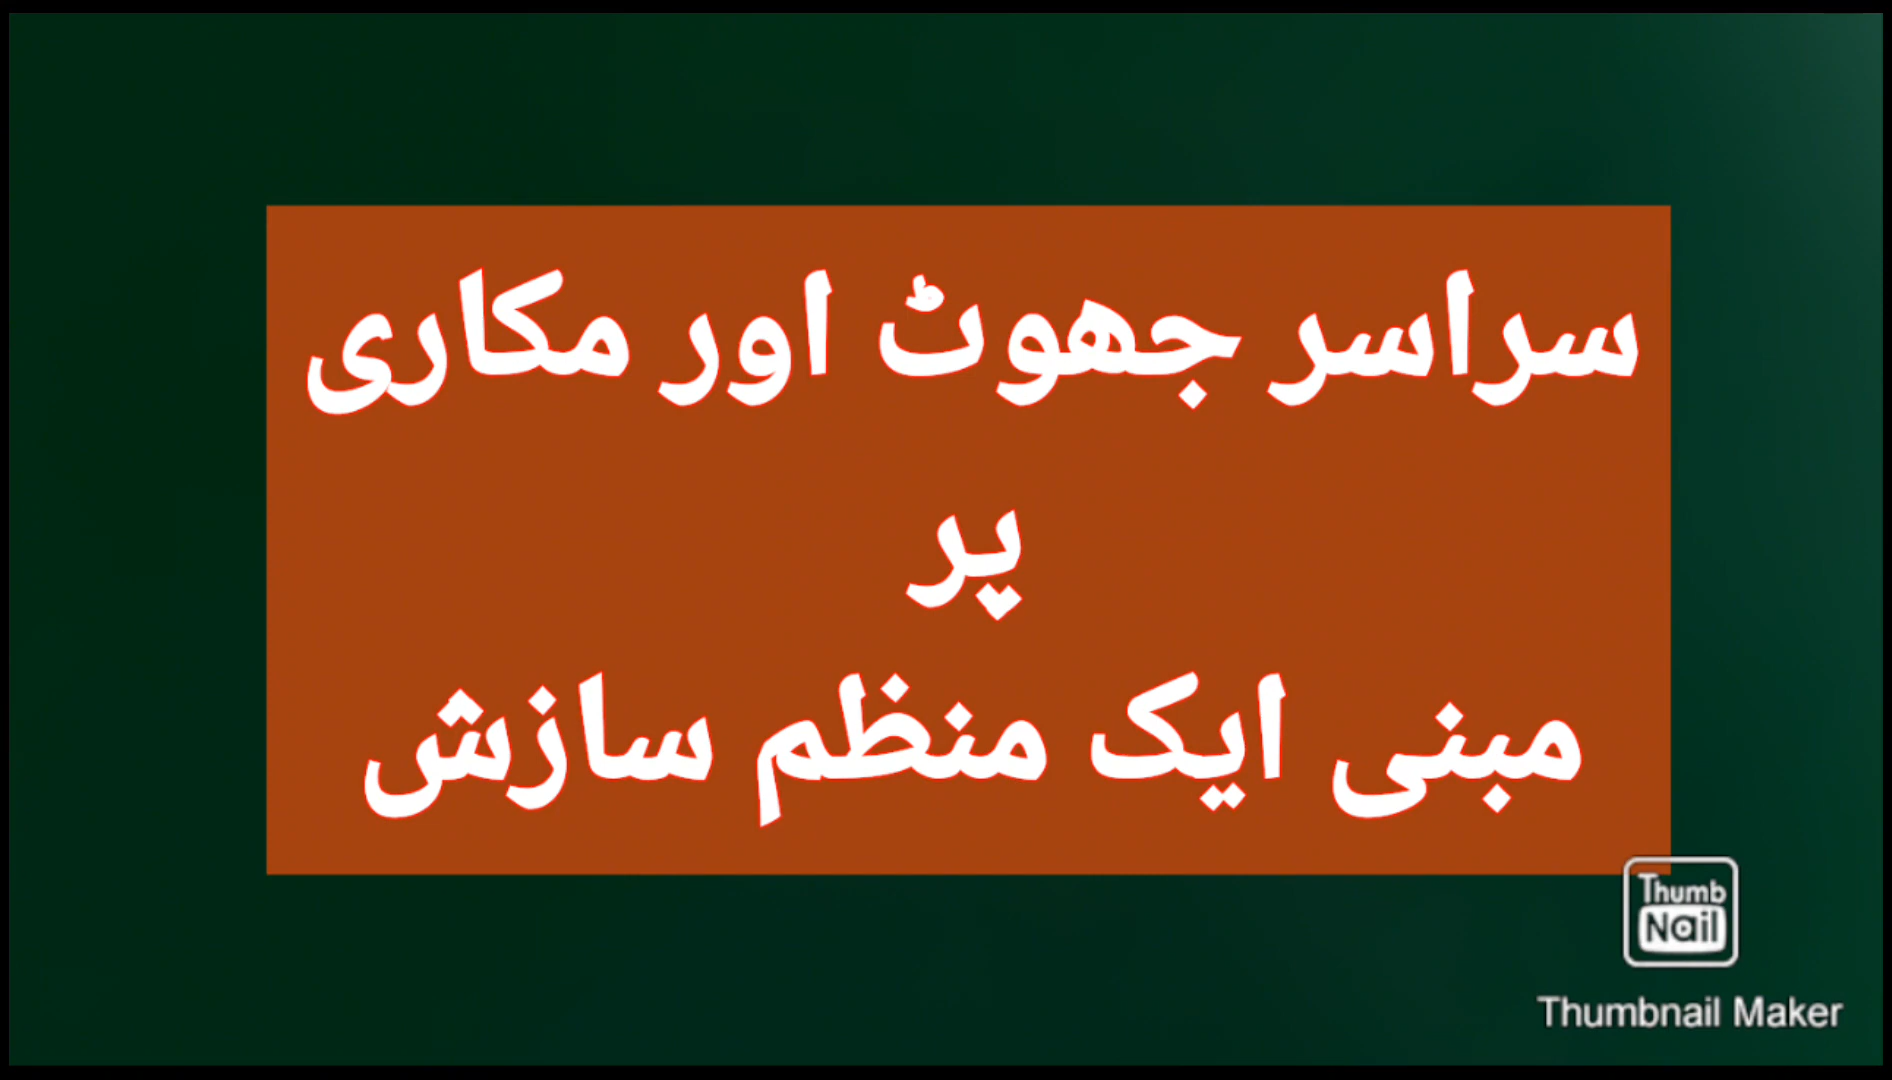 سراسر جھوٹ اور مکاری
پر
مبنی ایک منظم سازش
Thumb
Nail
Thumbnail Maker